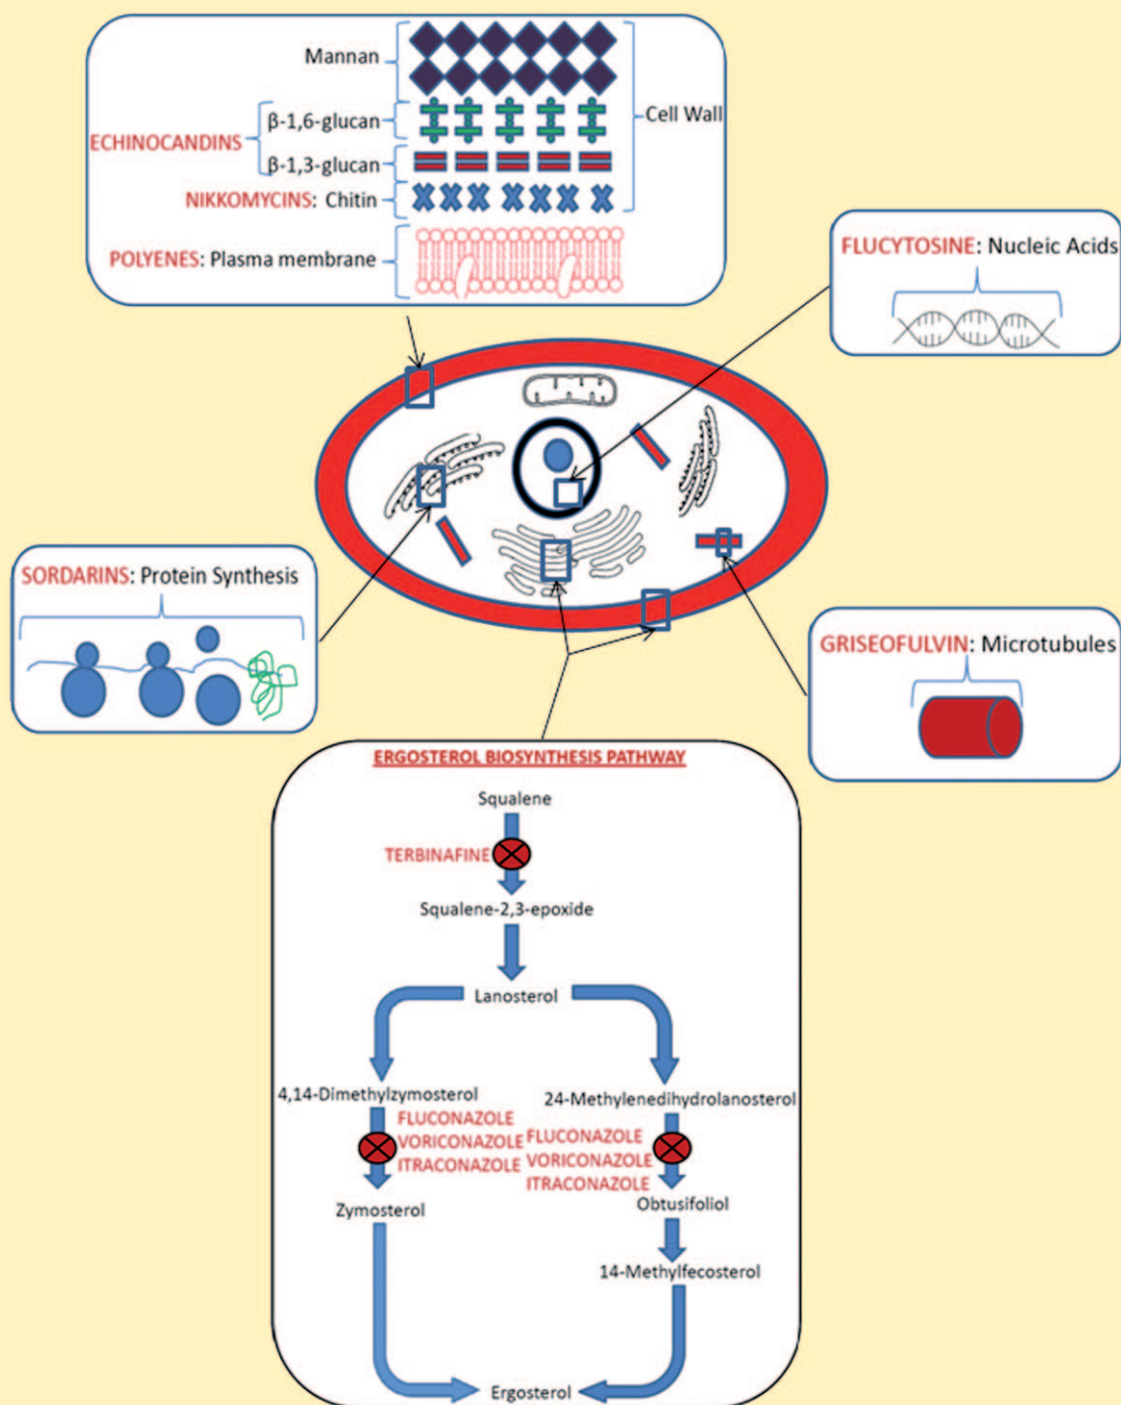 Mannan
ECHINOCANDINS
β-1,6-glucan
β-1,3-glucan
NIKKOMYCINS: Chitin
POLYENES: Plasma membrane
Cell Wall
FLUCYTOSINE: Nucleic Acids
SORDARINS: Protein Synthesis
GRISEOFULVIN: Microtubules
ERGOSTEROL BIOSYNTHESIS PATHWAY
Squalene
TERBINAFINE
Squalene-2,3-epoxide
Lanosterol
4,14-Dimethylzymosterol
FLUCONAZOLE
VORICONAZOLE
ITRACONAZOLE
Zymosterol
24-Methylenedihydrolanosterol
FLUCONAZOLE
VORICONAZOLE
ITRACONAZOLE
Obtusifoliol
14-Methylfecosterol
Ergosterol